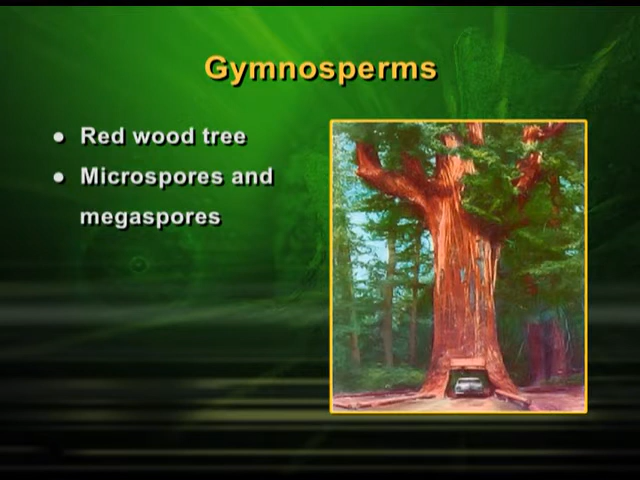 Gymnosperms
● Red wood tree
● Microspores and
megaspores